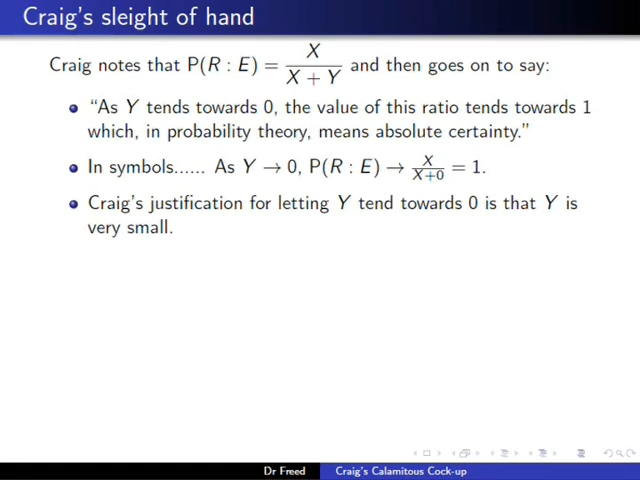 Craig's sleight of hand
Craig notes that P(R : E) = X / (X + Y) and then goes on to say:
"As Y tends towards 0, the value of this ratio tends towards 1
which, in probability theory, means absolute certainty."
In symbols...... As Y → 0, P(R : E) → X/(X+0) = 1.
Craig's justification for letting Y tend towards 0 is that Y is
very small.
Dr Freed Craig's Calamitous Cock-up